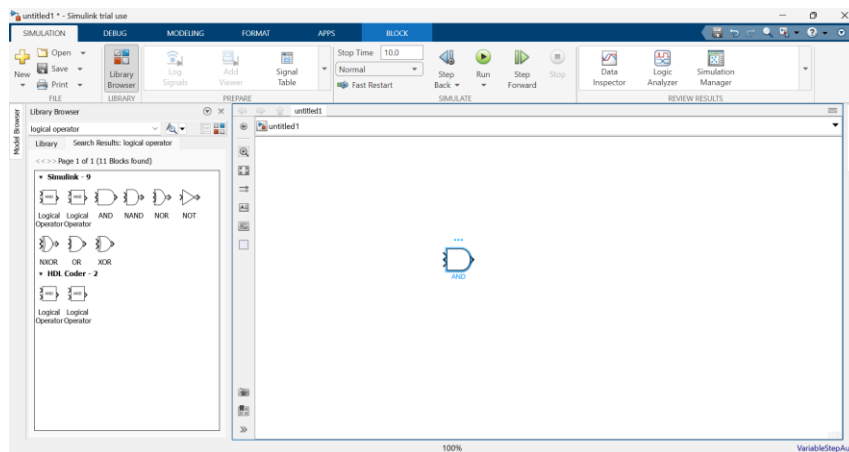 untitled1 * - Simulink trial use
SIMULATION DEBUG MODELING FORMAT APPS BLOCK
New Open Save Print
FILE
Library Browser
LIBRARY
Log Signals Add Viewer Signal Table
PREPARE
Stop Time 10.0
Normal
Fast Restart
Step Back Run Step Forward Stop
SIMULATE
Data Inspector Logic Analyzer Simulation Manager
REVIEW RESULTS
Model Browser
Library Browser
logical operator
Library Search Results: logical operator
<< >> Page 1 of 1 (11 Blocks found)
Simulink - 9
Logical Operator Logical Operator AND NAND NOR NOT
NXOR OR XOR
HDL Coder - 2
Logical Operator Logical Operator
untitled1
untitled1
AND
100% VariableStepAu